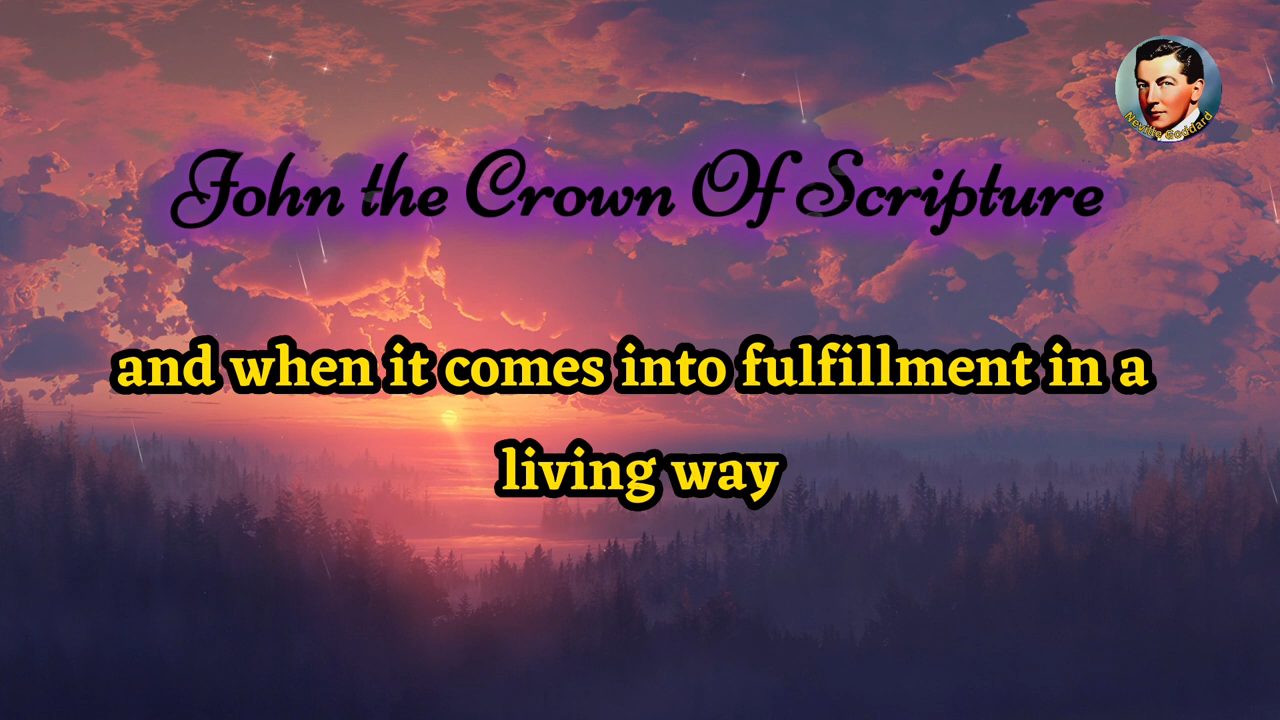 Neville Goddard
John the Crown Of Scripture
and when it comes into fulfillment in a
living way